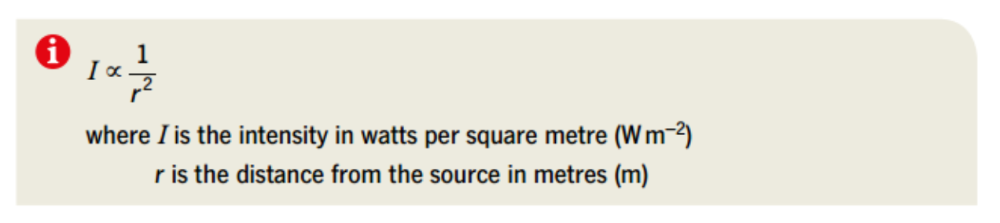 i
I ∝ 1/r²
where I is the intensity in watts per square metre (W m⁻²)
r is the distance from the source in metres (m)